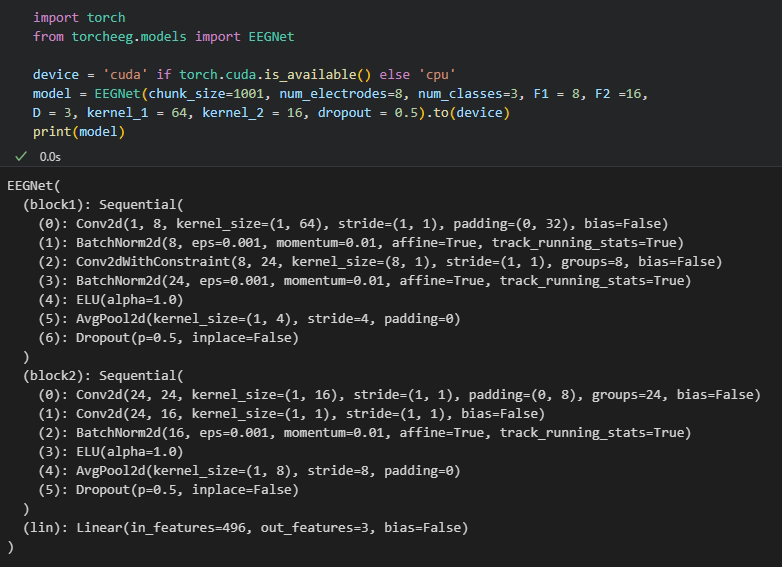 import torch
from torcheeg.models import EEGNet
device = 'cuda' if torch.cuda.is_available() else 'cpu'
model = EEGNet(chunk_size=1001, num_electrodes=8, num_classes=3, F1 = 8, F2 =16,
D = 3, kernel_1 = 64, kernel_2 = 16, dropout = 0.5).to(device)
print(model)
✓ 0.0s
EEGNet(
  (block1): Sequential(
    (0): Conv2d(1, 8, kernel_size=(1, 64), stride=(1, 1), padding=(0, 32), bias=False)
    (1): BatchNorm2d(8, eps=0.001, momentum=0.01, affine=True, track_running_stats=True)
    (2): Conv2dWithConstraint(8, 24, kernel_size=(8, 1), stride=(1, 1), groups=8, bias=False)
    (3): BatchNorm2d(24, eps=0.001, momentum=0.01, affine=True, track_running_stats=True)
    (4): ELU(alpha=1.0)
    (5): AvgPool2d(kernel_size=(1, 4), stride=4, padding=0)
    (6): Dropout(p=0.5, inplace=False)
  )
  (block2): Sequential(
    (0): Conv2d(24, 24, kernel_size=(1, 16), stride=(1, 1), padding=(0, 8), groups=24, bias=False)
    (1): Conv2d(24, 16, kernel_size=(1, 1), stride=(1, 1), bias=False)
    (2): BatchNorm2d(16, eps=0.001, momentum=0.01, affine=True, track_running_stats=True)
    (3): ELU(alpha=1.0)
    (4): AvgPool2d(kernel_size=(1, 8), stride=8, padding=0)
    (5): Dropout(p=0.5, inplace=False)
  )
  (lin): Linear(in_features=496, out_features=3, bias=False)
)